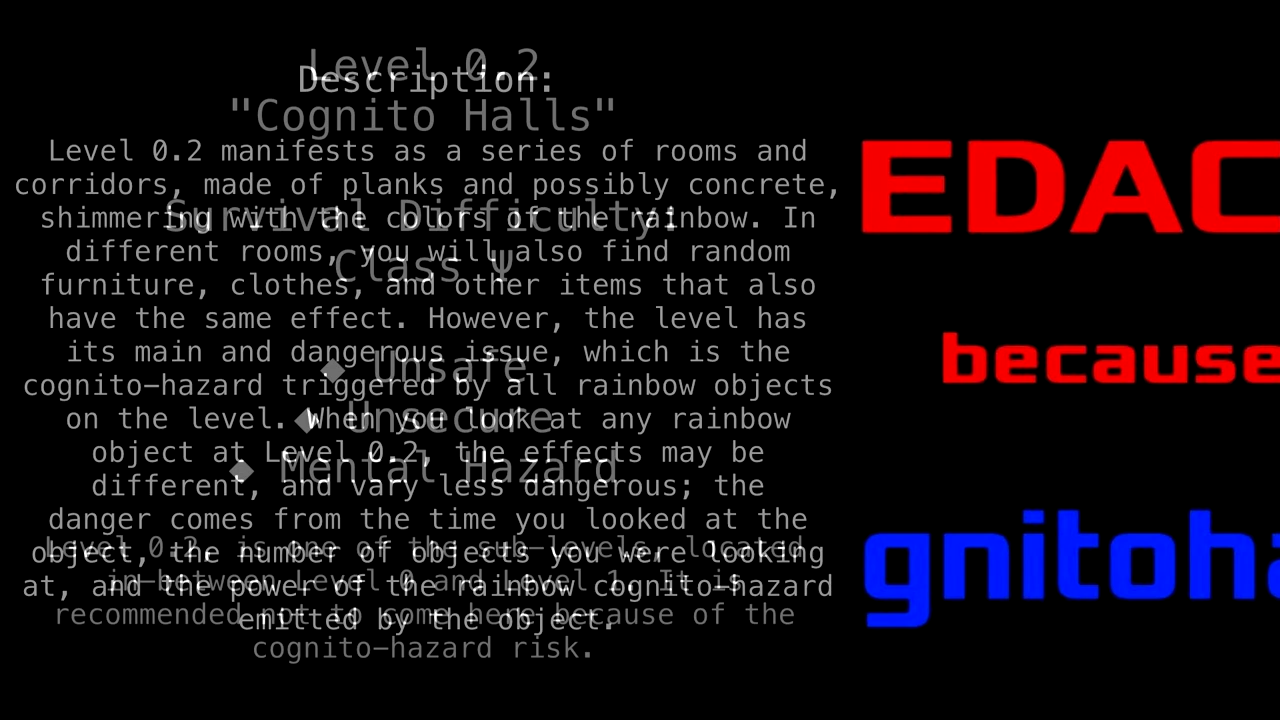 Level 0.2
"Cognito Halls"
Survival Difficulty:
Class Ψ
◆ Unsafe
◆ Unsecure
◆ Mental Hazard
Level 0.2, is one of the sub-levels, located
in-between Level 0 and Level 1. It is
recommended not to come here because of the
cognito-hazard risk.
Description:
Level 0.2 manifests as a series of rooms and
corridors, made of planks and possibly concrete,
shimmering with the colors of the rainbow. In
different rooms, you will also find random
furniture, clothes, and other items that also
have the same effect. However, the level has
its main and dangerous issue, which is the
cognito-hazard triggered by all rainbow objects
on the level. When you look at any rainbow
object at Level 0.2, the effects may be
different, and vary less dangerous; the
danger comes from the time you looked at the
object, the number of objects you were looking
at, and the power of the rainbow cognito-hazard
emitted by the object.
EDAC
because
gnitoha